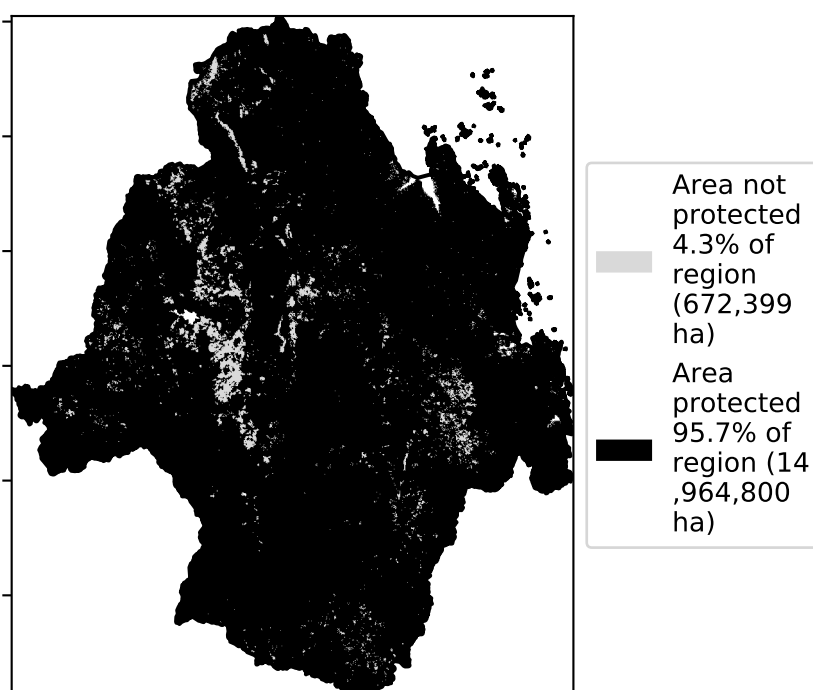 Area not
protected
4.3% of
region
(672,399
ha)
Area
protected
95.7% of
region (14
,964,800
ha)